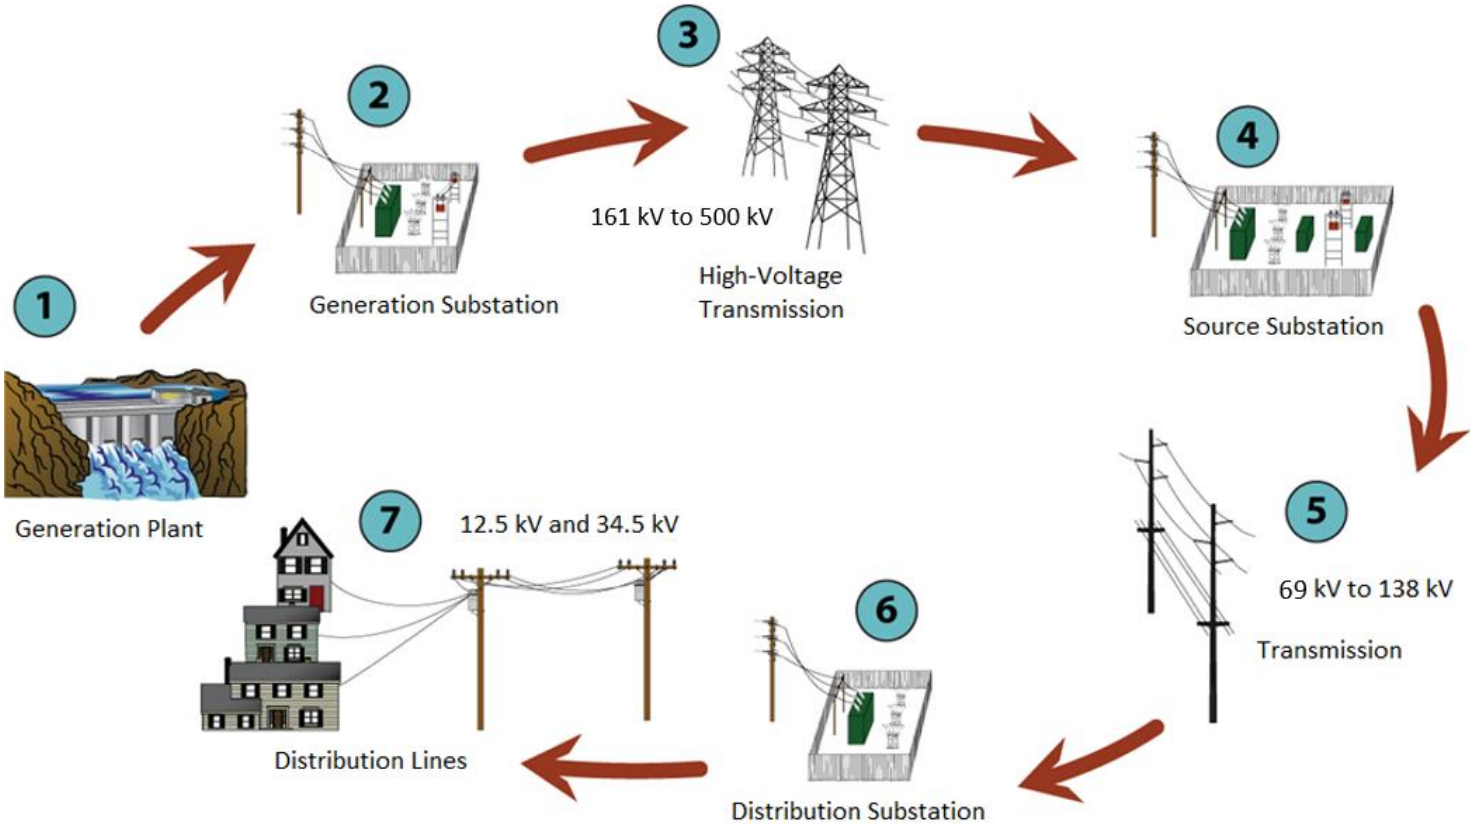 1
Generation Plant
2
Generation Substation
3
161 kV to 500 kV
High-Voltage
Transmission
4
Source Substation
5
69 kV to 138 kV
Transmission
6
Distribution Substation
7
12.5 kV and 34.5 kV
Distribution Lines